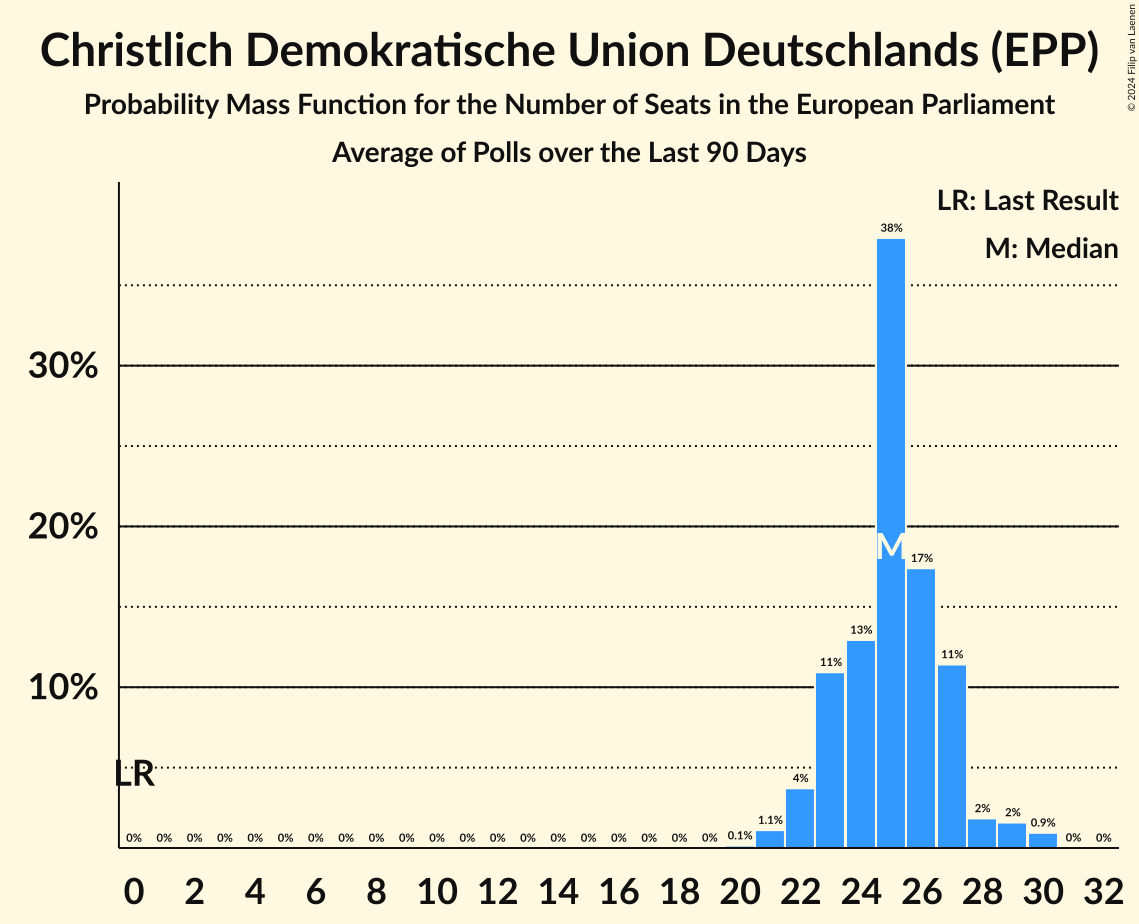 Christlich Demokratische Union Deutschlands (EPP)
Probability Mass Function for the Number of Seats in the European Parliament
Average of Polls over the Last 90 Days
© 2024 Filip van Laenen
LR: Last Result
M: Median
38%
30%
20%
M
17%
13%
11%
11%
10%
LR
4%
2%
2%
1.1%
0.9%
0.1%
0% 0% 0% 0% 0% 0% 0% 0% 0% 0% 0% 0% 0% 0% 0% 0% 0% 0% 0% 0% 0% 0%
0 2 4 6 8 10 12 14 16 18 20 22 24 26 28 30 32